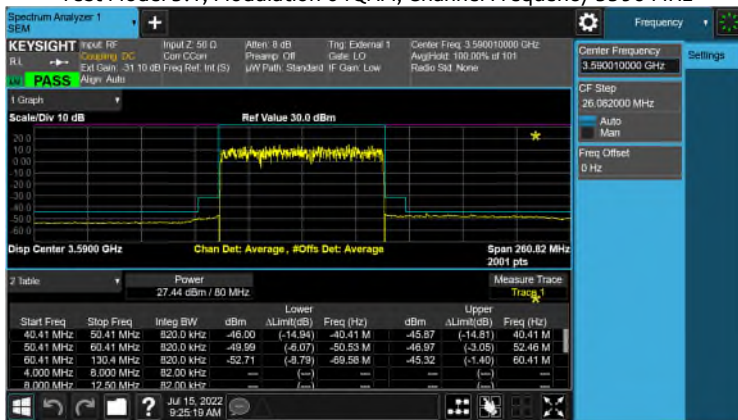 Spectrum Analyzer 1
SEM
Frequency
KEYSIGHT
Input: RF
Coupling: DC
Ext Gain: -31.10 dB
Align: Auto
Input Z: 50 Ω
Corr CCorr
Freq Ref: Int (S)
Atten: 8 dB
Preamp: Off
µW Path: Standard
Trig: External 1
Gate: LO
IF Gain: Low
Center Freq: 3.590010000 GHz
Avg|Hold: 100.00% of 101
Radio Std: None
PASS
Center Frequency
3.590010000 GHz
Settings
CF Step
26.082000 MHz
Auto
Man
Freq Offset
0 Hz
1 Graph
Scale/Div 10 dB
Ref Value 30.0 dBm
20.0
10.0
0.00
-10.0
-20.0
-30.0
-40.0
-50.0
-60.0
Disp Center 3.5900 GHz
Chan Det: Average, #Offs Det: Average
Span 260.82 MHz
2001 pts
2 Table
Power
27.44 dBm / 80 MHz
Measure Trace
Trace 1
Lower Upper
Start Freq Stop Freq Integ BW dBm ΔLimit(dB) Freq (Hz) dBm ΔLimit(dB) Freq (Hz)
40.41 MHz 50.41 MHz 820.0 kHz -46.00 (-14.94) -40.41 M -45.87 (-14.81) 40.41 M
50.41 MHz 60.41 MHz 820.0 kHz -49.99 (-6.07) -50.53 M -46.97 (-3.05) 52.46 M
60.41 MHz 130.4 MHz 820.0 kHz -52.71 (-8.79) -69.58 M -45.32 (-1.40) 60.41 M
4.000 MHz 8.000 MHz 82.00 kHz --- (---) --- --- (---) ---
8.000 MHz 12.50 MHz 82.00 kHz --- (---) --- --- (---) ---
Jul 15, 2022
9:25:19 AM